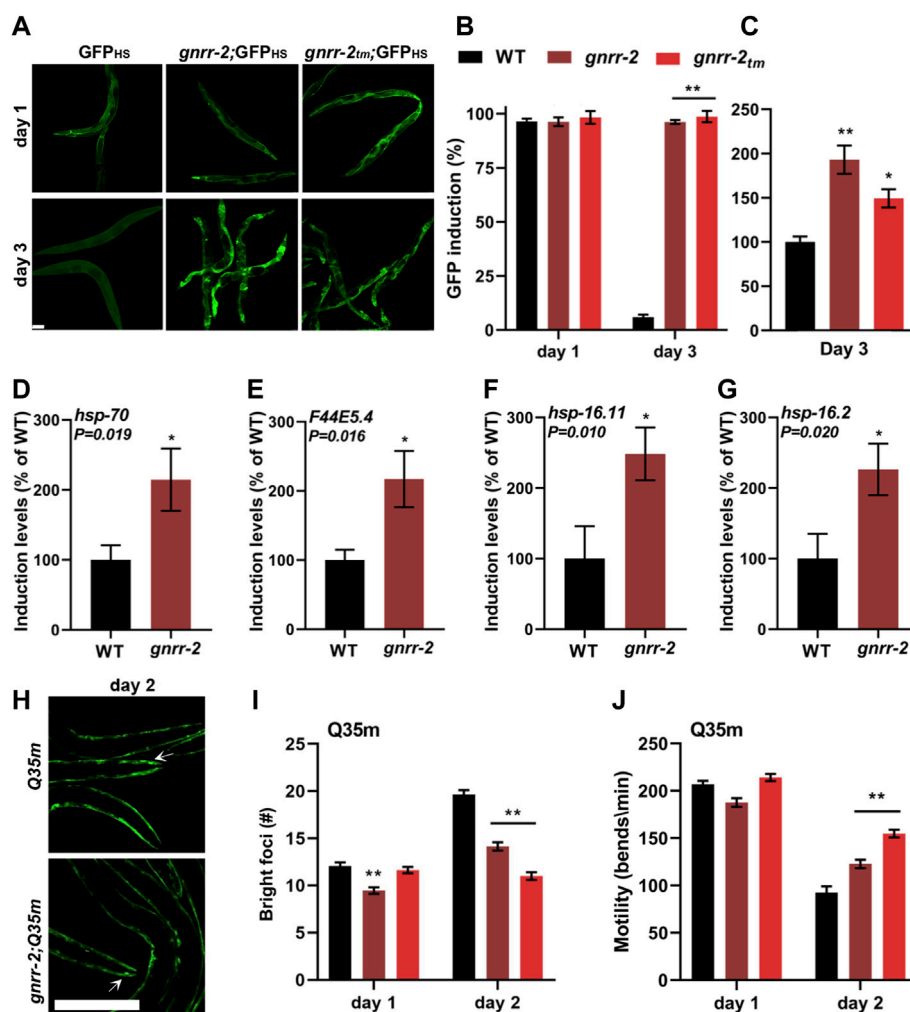 A
GFPHS
gnrr-2;GFPHS
gnrr-2tm;GFPHS
day 1
day 3
B
WT
gnrr-2
gnrr-2tm
**
GFP induction (%)
100
75
50
25
0
day 1
day 3
C
**
*
200
150
100
50
0
Day 3
D
hsp-70
P=0.019
*
Induction levels (% of WT)
300
200
100
0
WT
gnrr-2
E
F44E5.4
P=0.016
*
Induction levels (% of WT)
300
200
100
0
WT
gnrr-2
F
hsp-16.11
P=0.010
*
Induction levels (% of WT)
300
200
100
0
WT
gnrr-2
G
hsp-16.2
P=0.020
*
Induction levels (% of WT)
300
200
100
0
WT
gnrr-2
H
day 2
Q35m
gnrr-2;Q35m
I
Q35m
**
**
Bright foci (#)
25
20
15
10
5
0
day 1
day 2
J
Q35m
**
Motility (bends\min)
250
200
150
100
50
0
day 1
day 2